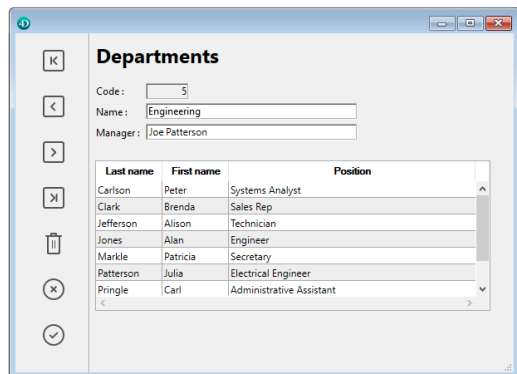 4D
Departments
Code: 5
Name: Engineering
Manager: Joe Patterson
Last name First name Position
Carlson Peter Systems Analyst
Clark Brenda Sales Rep
Jefferson Alison Technician
Jones Alan Engineer
Markle Patricia Secretary
Patterson Julia Electrical Engineer
Pringle Carl Administrative Assistant